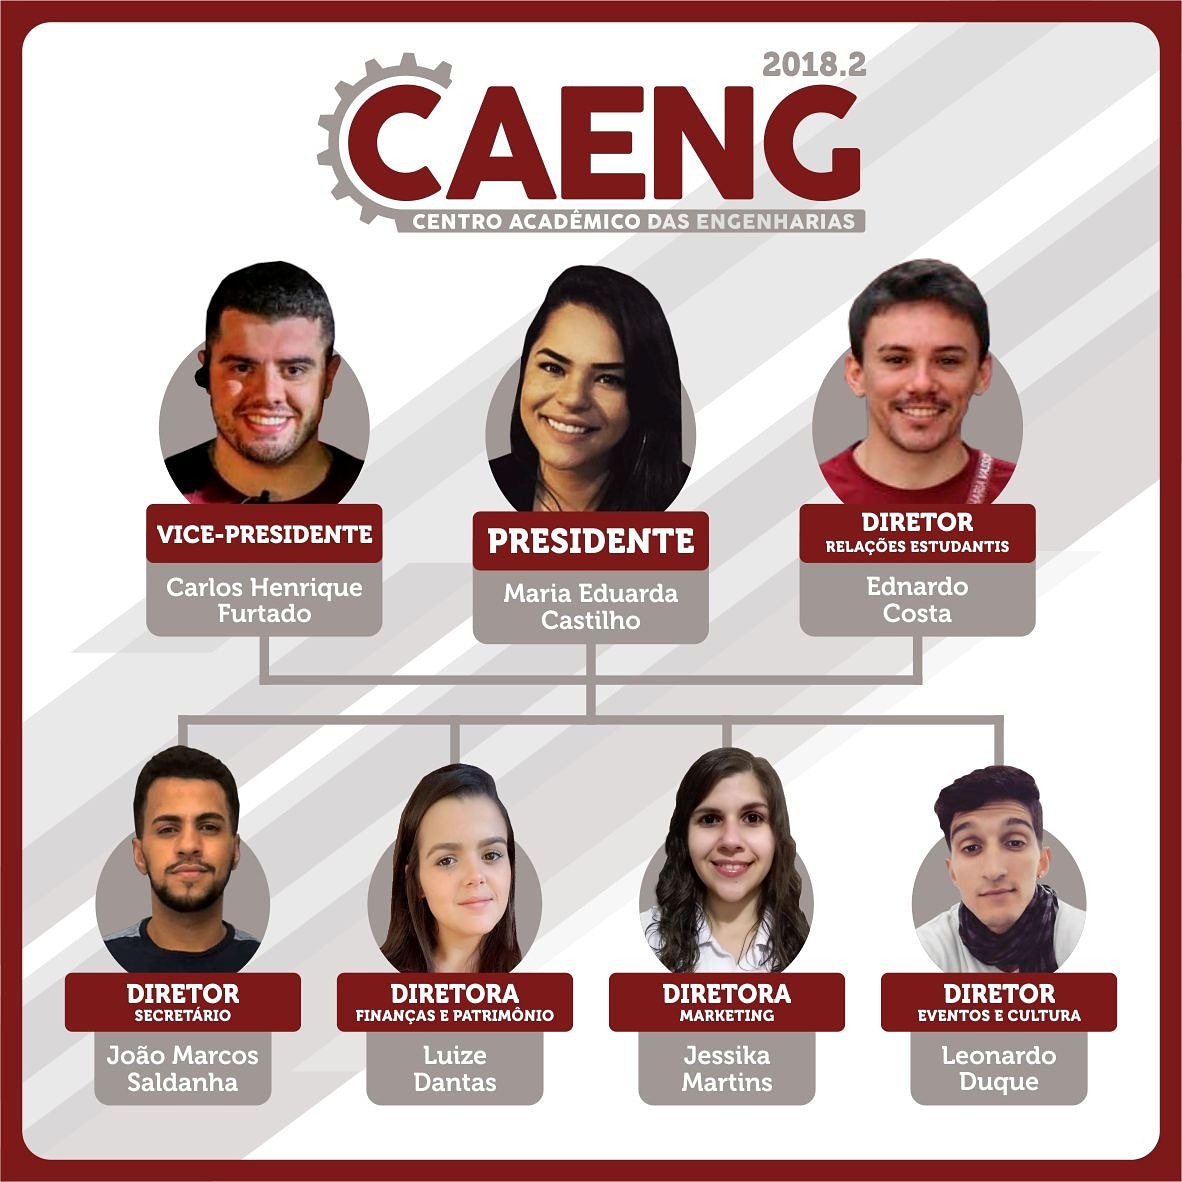 2018.2
CAENG
CENTRO ACADÊMICO DAS ENGENHARIAS
VICE-PRESIDENTE
Carlos Henrique
Furtado
PRESIDENTE
Maria Eduarda
Castilho
DIRETOR
RELAÇÕES ESTUDANTIS
Ednardo
Costa
DIRETOR
SECRETÁRIO
João Marcos
Saldanha
DIRETORA
FINANÇAS E PATRIMÔNIO
Luize
Dantas
DIRETORA
MARKETING
Jessika
Martins
DIRETOR
EVENTOS E CULTURA
Leonardo
Duque